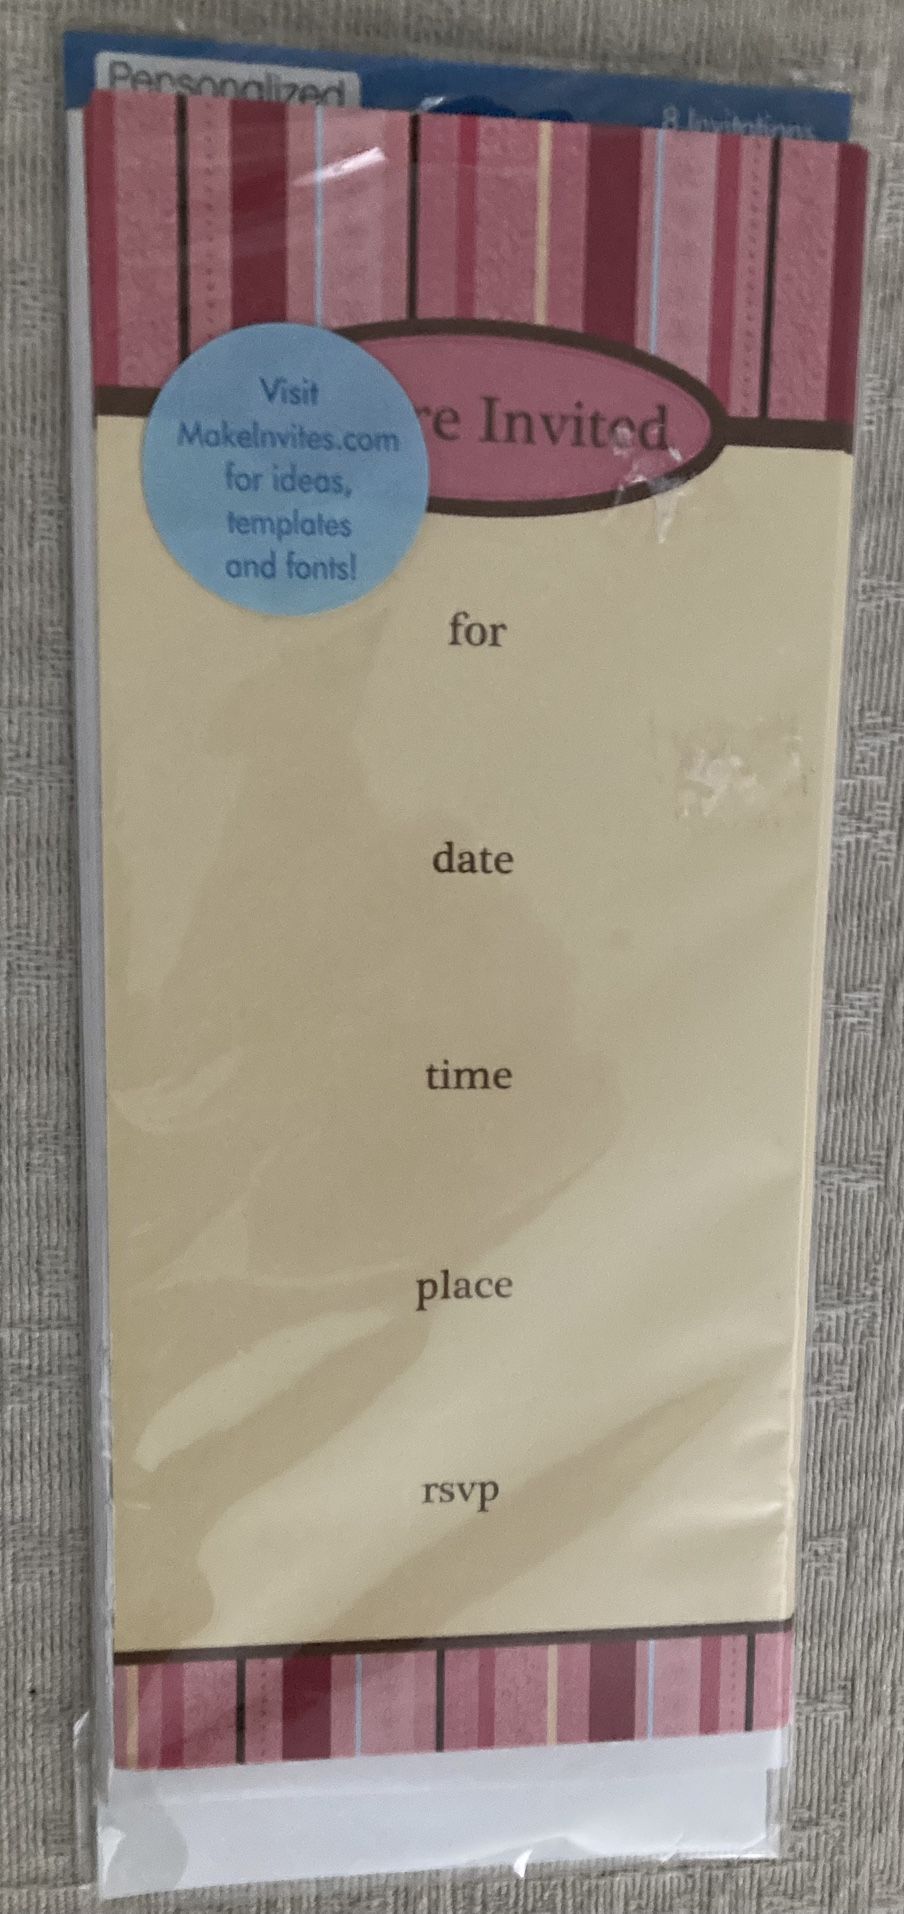 Personalized
8 Invitations
Visit
MakeInvites.com
for ideas,
templates
and fonts!
re Invited
for
date
time
place
rsvp